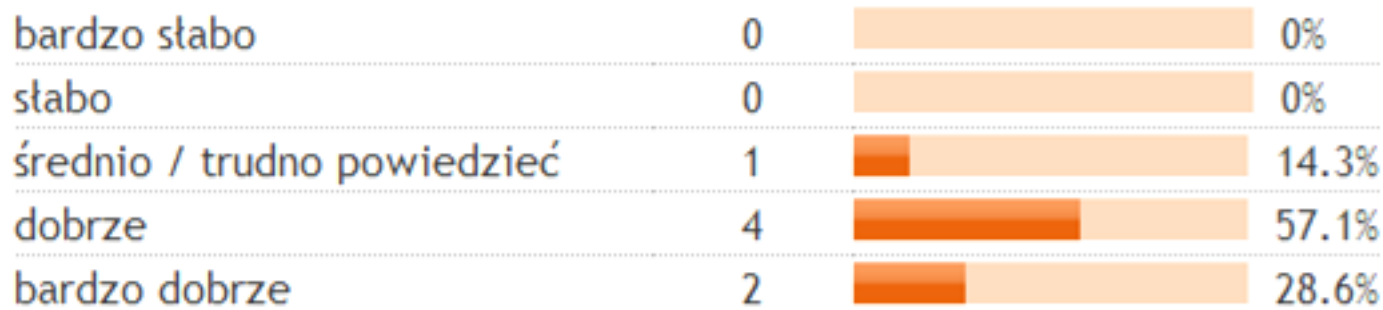 bardzo słabo 0 0%
słabo 0 0%
średnio / trudno powiedzieć 1 14.3%
dobrze 4 57.1%
bardzo dobrze 2 28.6%